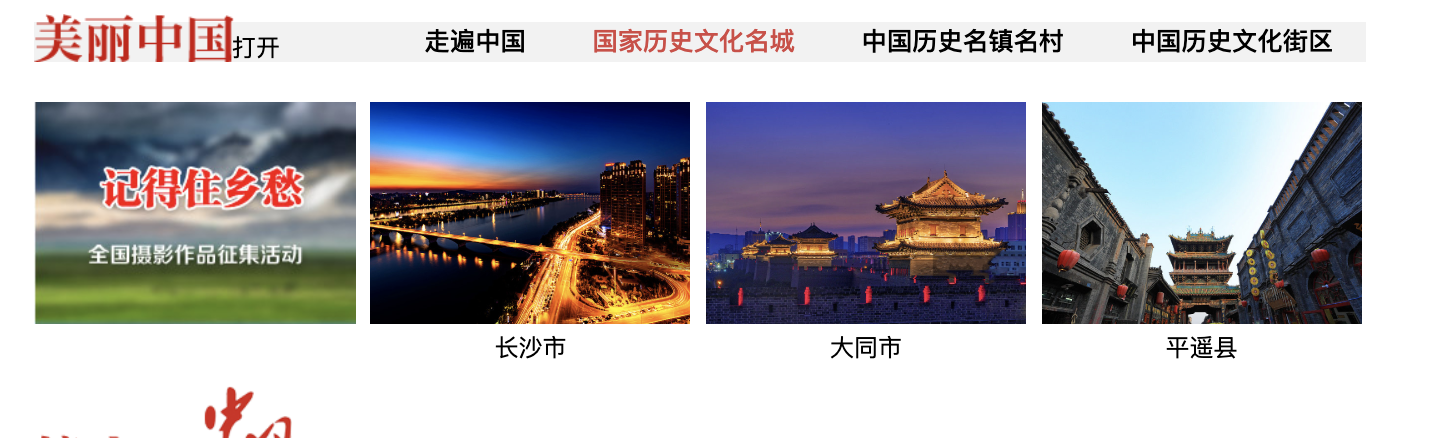 美丽中国打开 走遍中国 国家历史文化名城 中国历史名镇名村 中国历史文化街区
记得住乡愁
全国摄影作品征集活动
长沙市 大同市 平遥县